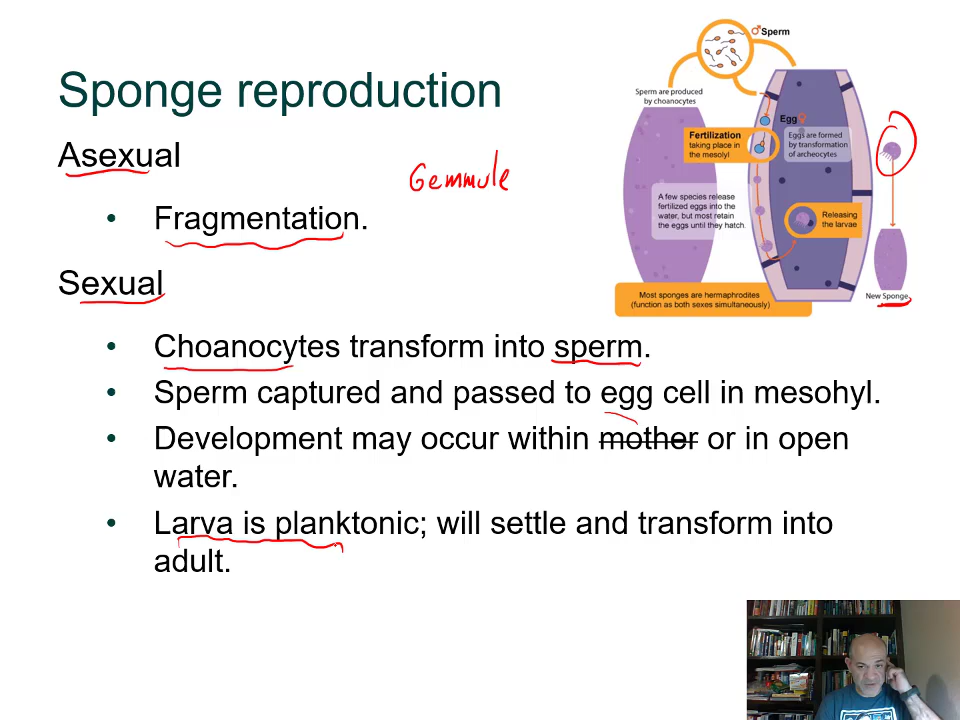 Sponge reproduction
Asexual
Gemmule
• Fragmentation.
Sexual
• Choanocytes transform into sperm.
• Sperm captured and passed to egg cell in mesohyl.
• Development may occur within mother or in open
water.
• Larva is planktonic; will settle and transform into
adult.
♂Sperm
Sperm are produced
by choanocytes
Egg♀
Fertilization
taking place in
the mesolyl
Eggs are formed
by transformation
of archeocytes
A few species release
fertilized eggs into the
water, but most retain
the eggs until they hatch.
Releasing
the larvae
New Sponge
Most sponges are hermaphrodites
(function as both sexes simultaneously)